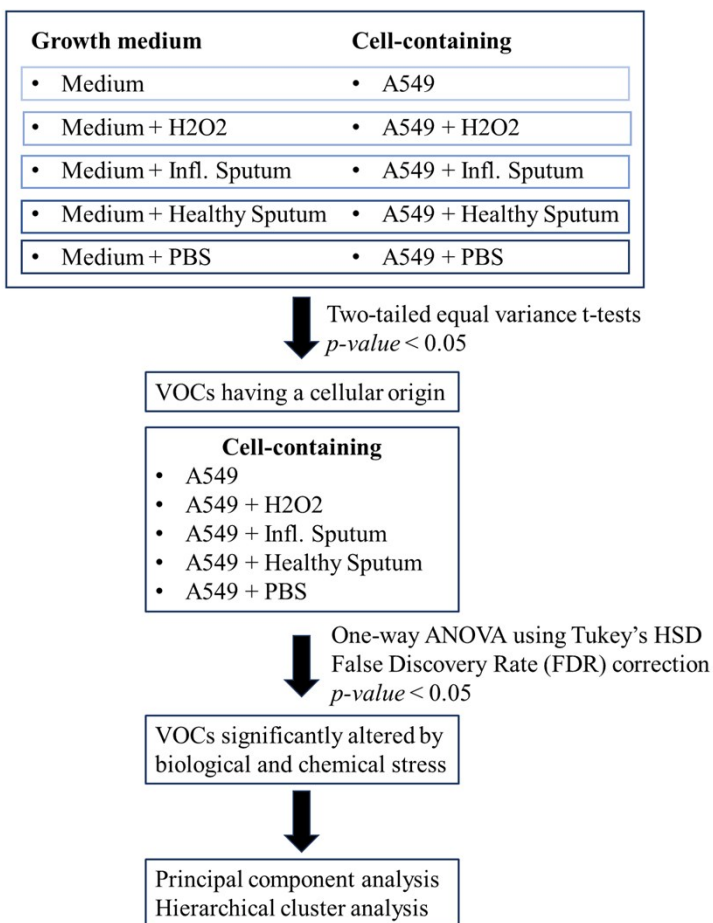 Growth medium Cell-containing
• Medium • A549
• Medium + H2O2 • A549 + H2O2
• Medium + Infl. Sputum • A549 + Infl. Sputum
• Medium + Healthy Sputum • A549 + Healthy Sputum
• Medium + PBS • A549 + PBS
Two-tailed equal variance t-tests
p-value < 0.05
VOCs having a cellular origin
Cell-containing
• A549
• A549 + H2O2
• A549 + Infl. Sputum
• A549 + Healthy Sputum
• A549 + PBS
One-way ANOVA using Tukey's HSD
False Discovery Rate (FDR) correction
p-value < 0.05
VOCs significantly altered by
biological and chemical stress
Principal component analysis
Hierarchical cluster analysis